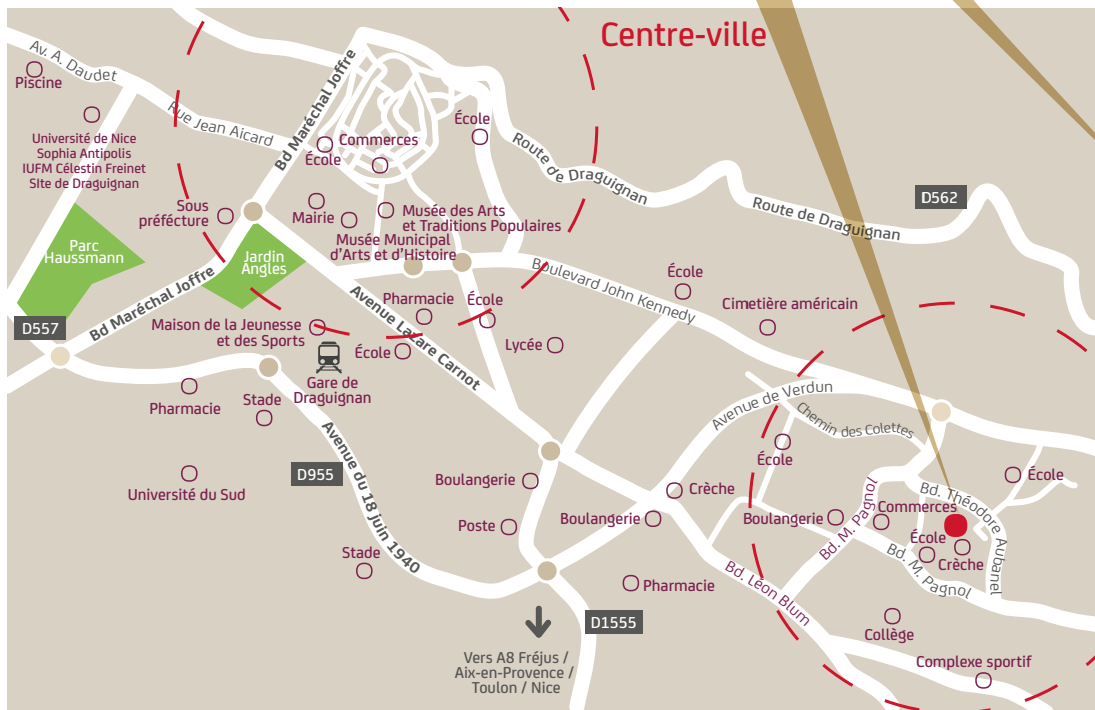 Centre-ville
Av. A. Daudet
Piscine
Université de Nice
Sophia Antipolis
IUFM Célestin Freinet
SIte de Draguignan
Rue Jean Aicard
Bd Maréchal Joffre
École
Commerces
École
Route de Draguignan
Route de Draguignan
D562
Sous
préfécture
Mairie
Musée des Arts
et Traditions Populaires
Musée Municipal
d'Arts et d'Histoire
Parc
Haussmann
Jardin
Angles
Bd Maréchal Joffre
D557
Boulevard John Kennedy
École
Cimetière américain
Maison de la Jeunesse
et des Sports
Pharmacie
École
Avenue LaZare Carnot
École
Lycée
Gare de
Draguignan
Pharmacie
Stade
Avenue de Verdun
Chemin des Colettes
École
Université du Sud
D955
Avenue du 18 juin 1940
Boulangerie
Poste
Boulangerie
Crèche
Boulangerie
Bd. M. Pagnol
Commerces
Bd. Théodore Aubanel
École
École
Crèche
Bd. M. Pagnol
Stade
Pharmacie
Bd. Léon Blum
D1555
Collège
Complexe sportif
Vers A8 Fréjus /
Aix-en-Provence /
Toulon / Nice